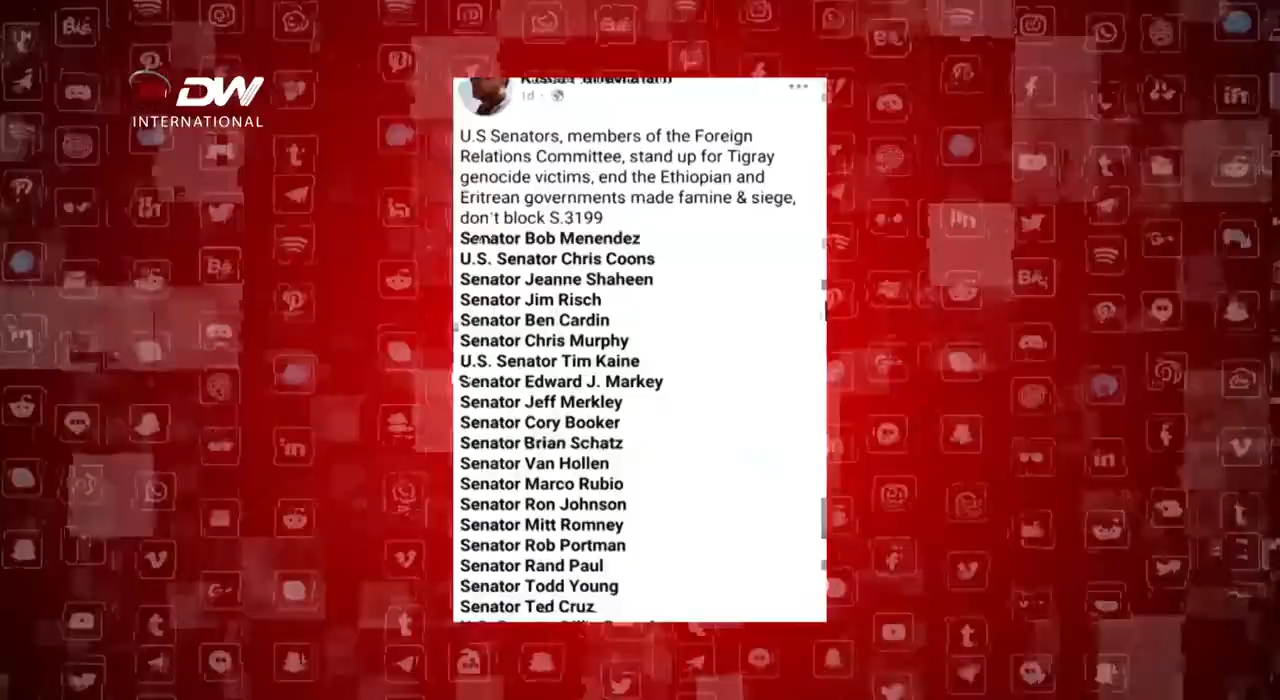 DW
INTERNATIONAL
1d ·
U.S Senators, members of the Foreign
Relations Committee, stand up for Tigray
genocide victims, end the Ethiopian and
Eritrean governments made famine & siege,
don't block S.3199
Senator Bob Menendez
U.S. Senator Chris Coons
Senator Jeanne Shaheen
Senator Jim Risch
Senator Ben Cardin
Senator Chris Murphy
U.S. Senator Tim Kaine
Senator Edward J. Markey
Senator Jeff Merkley
Senator Cory Booker
Senator Brian Schatz
Senator Van Hollen
Senator Marco Rubio
Senator Ron Johnson
Senator Mitt Romney
Senator Rob Portman
Senator Rand Paul
Senator Todd Young
Senator Ted Cruz